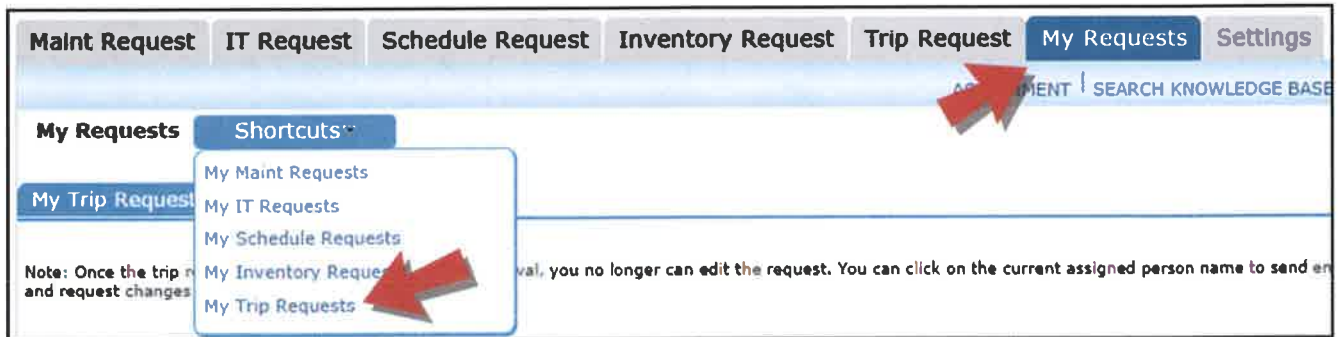 Maint Request IT Request Schedule Request Inventory Request Trip Request My Requests Settings
MENT | SEARCH KNOWLEDGE BASE
My Requests Shortcuts
My Maint Requests
My Trip Request My IT Requests
My Schedule Requests
Note: Once the trip My Inventory val, you no longer can edit the request. You can click on the current assigned person name to send
and request changes My Trip Requests